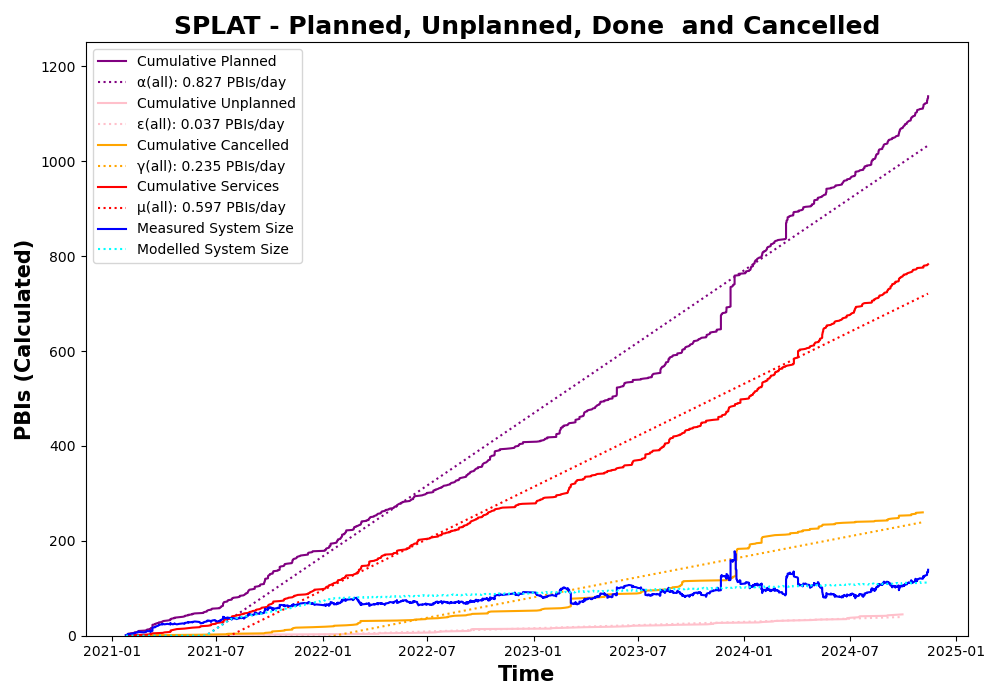 SPLAT - Planned, Unplanned, Done  and Cancelled
PBIs (Calculated)
1200
1000
800
600
400
200
0
Cumulative Planned
α(all): 0.827 PBIs/day
Cumulative Unplanned
ε(all): 0.037 PBIs/day
Cumulative Cancelled
γ(all): 0.235 PBIs/day
Cumulative Services
μ(all): 0.597 PBIs/day
Measured System Size
Modelled System Size
2021-01 2021-07 2022-01 2022-07 2023-01 2023-07 2024-01 2024-07 2025-01
Time